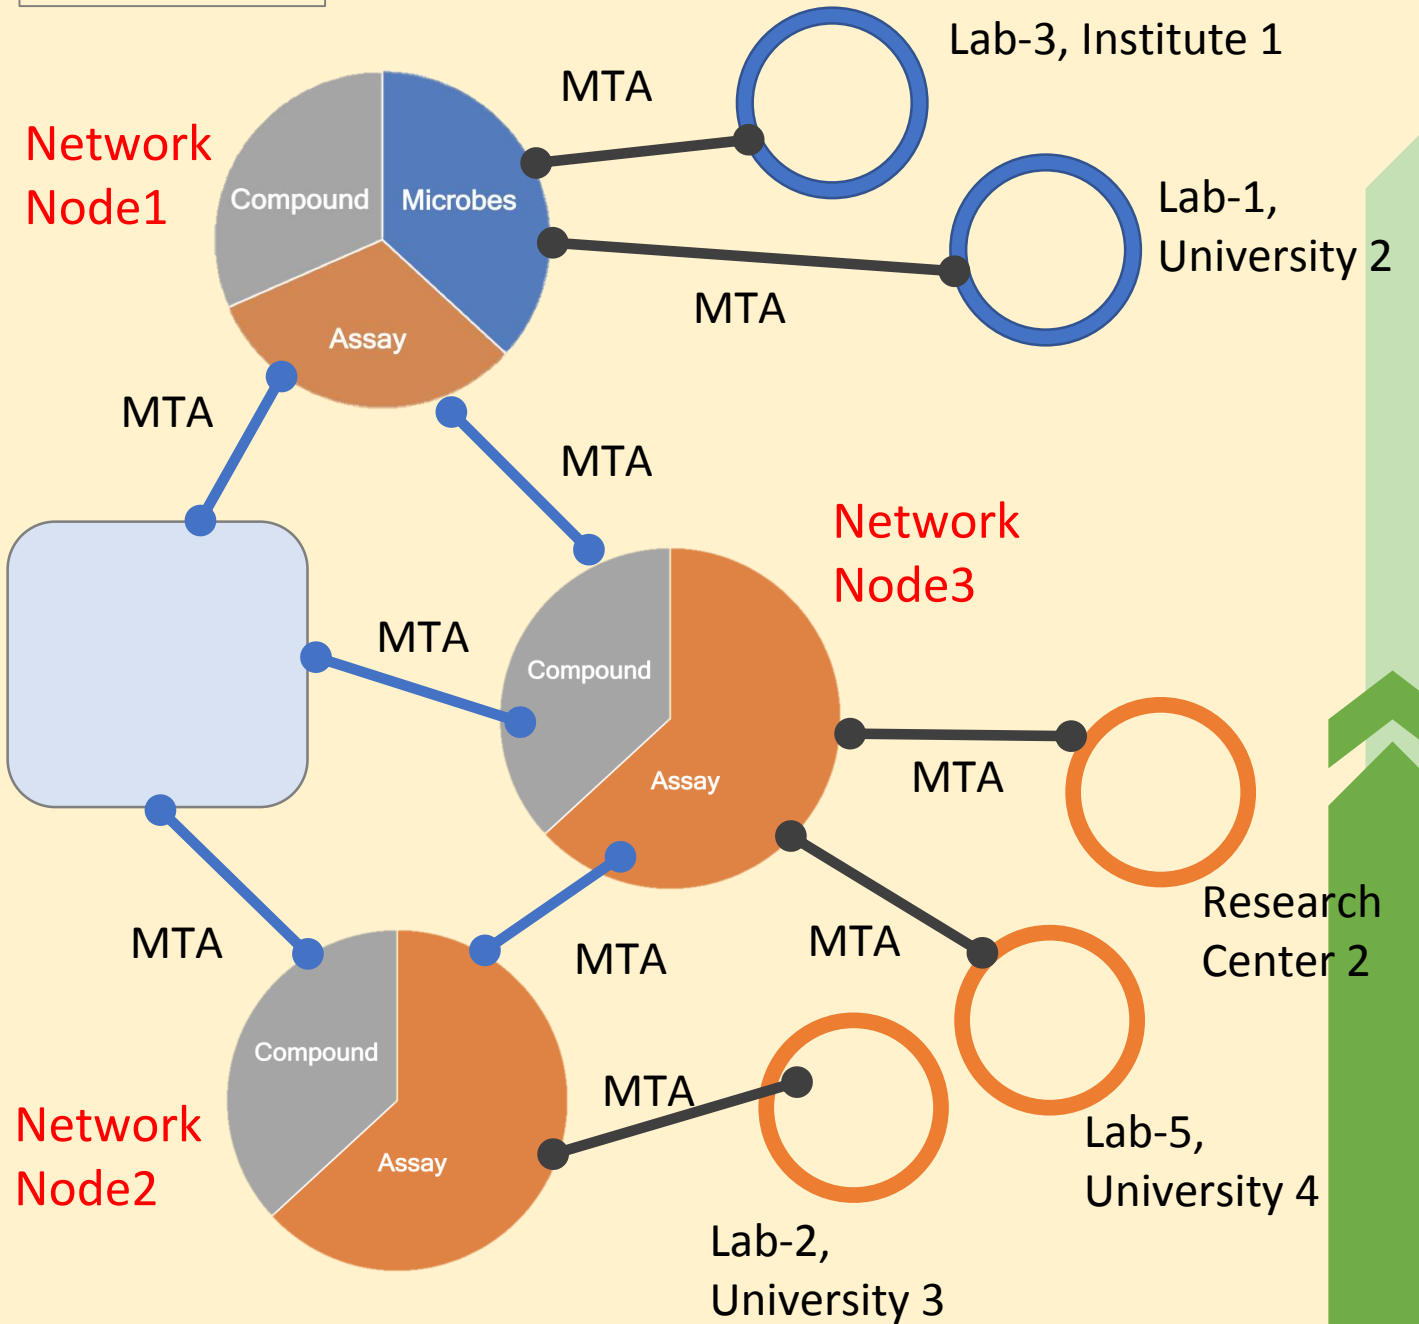 Lab-3, Institute 1
MTA
Network
Node1
Compound
Microbes
Lab-1,
University 2
MTA
Assay
MTA
MTA
Network
Node3
MTA
Compound
Assay
MTA
Research
Center 2
MTA
MTA
MTA
Compound
MTA
Network
Node2
Assay
Lab-5,
University 4
Lab-2,
University 3